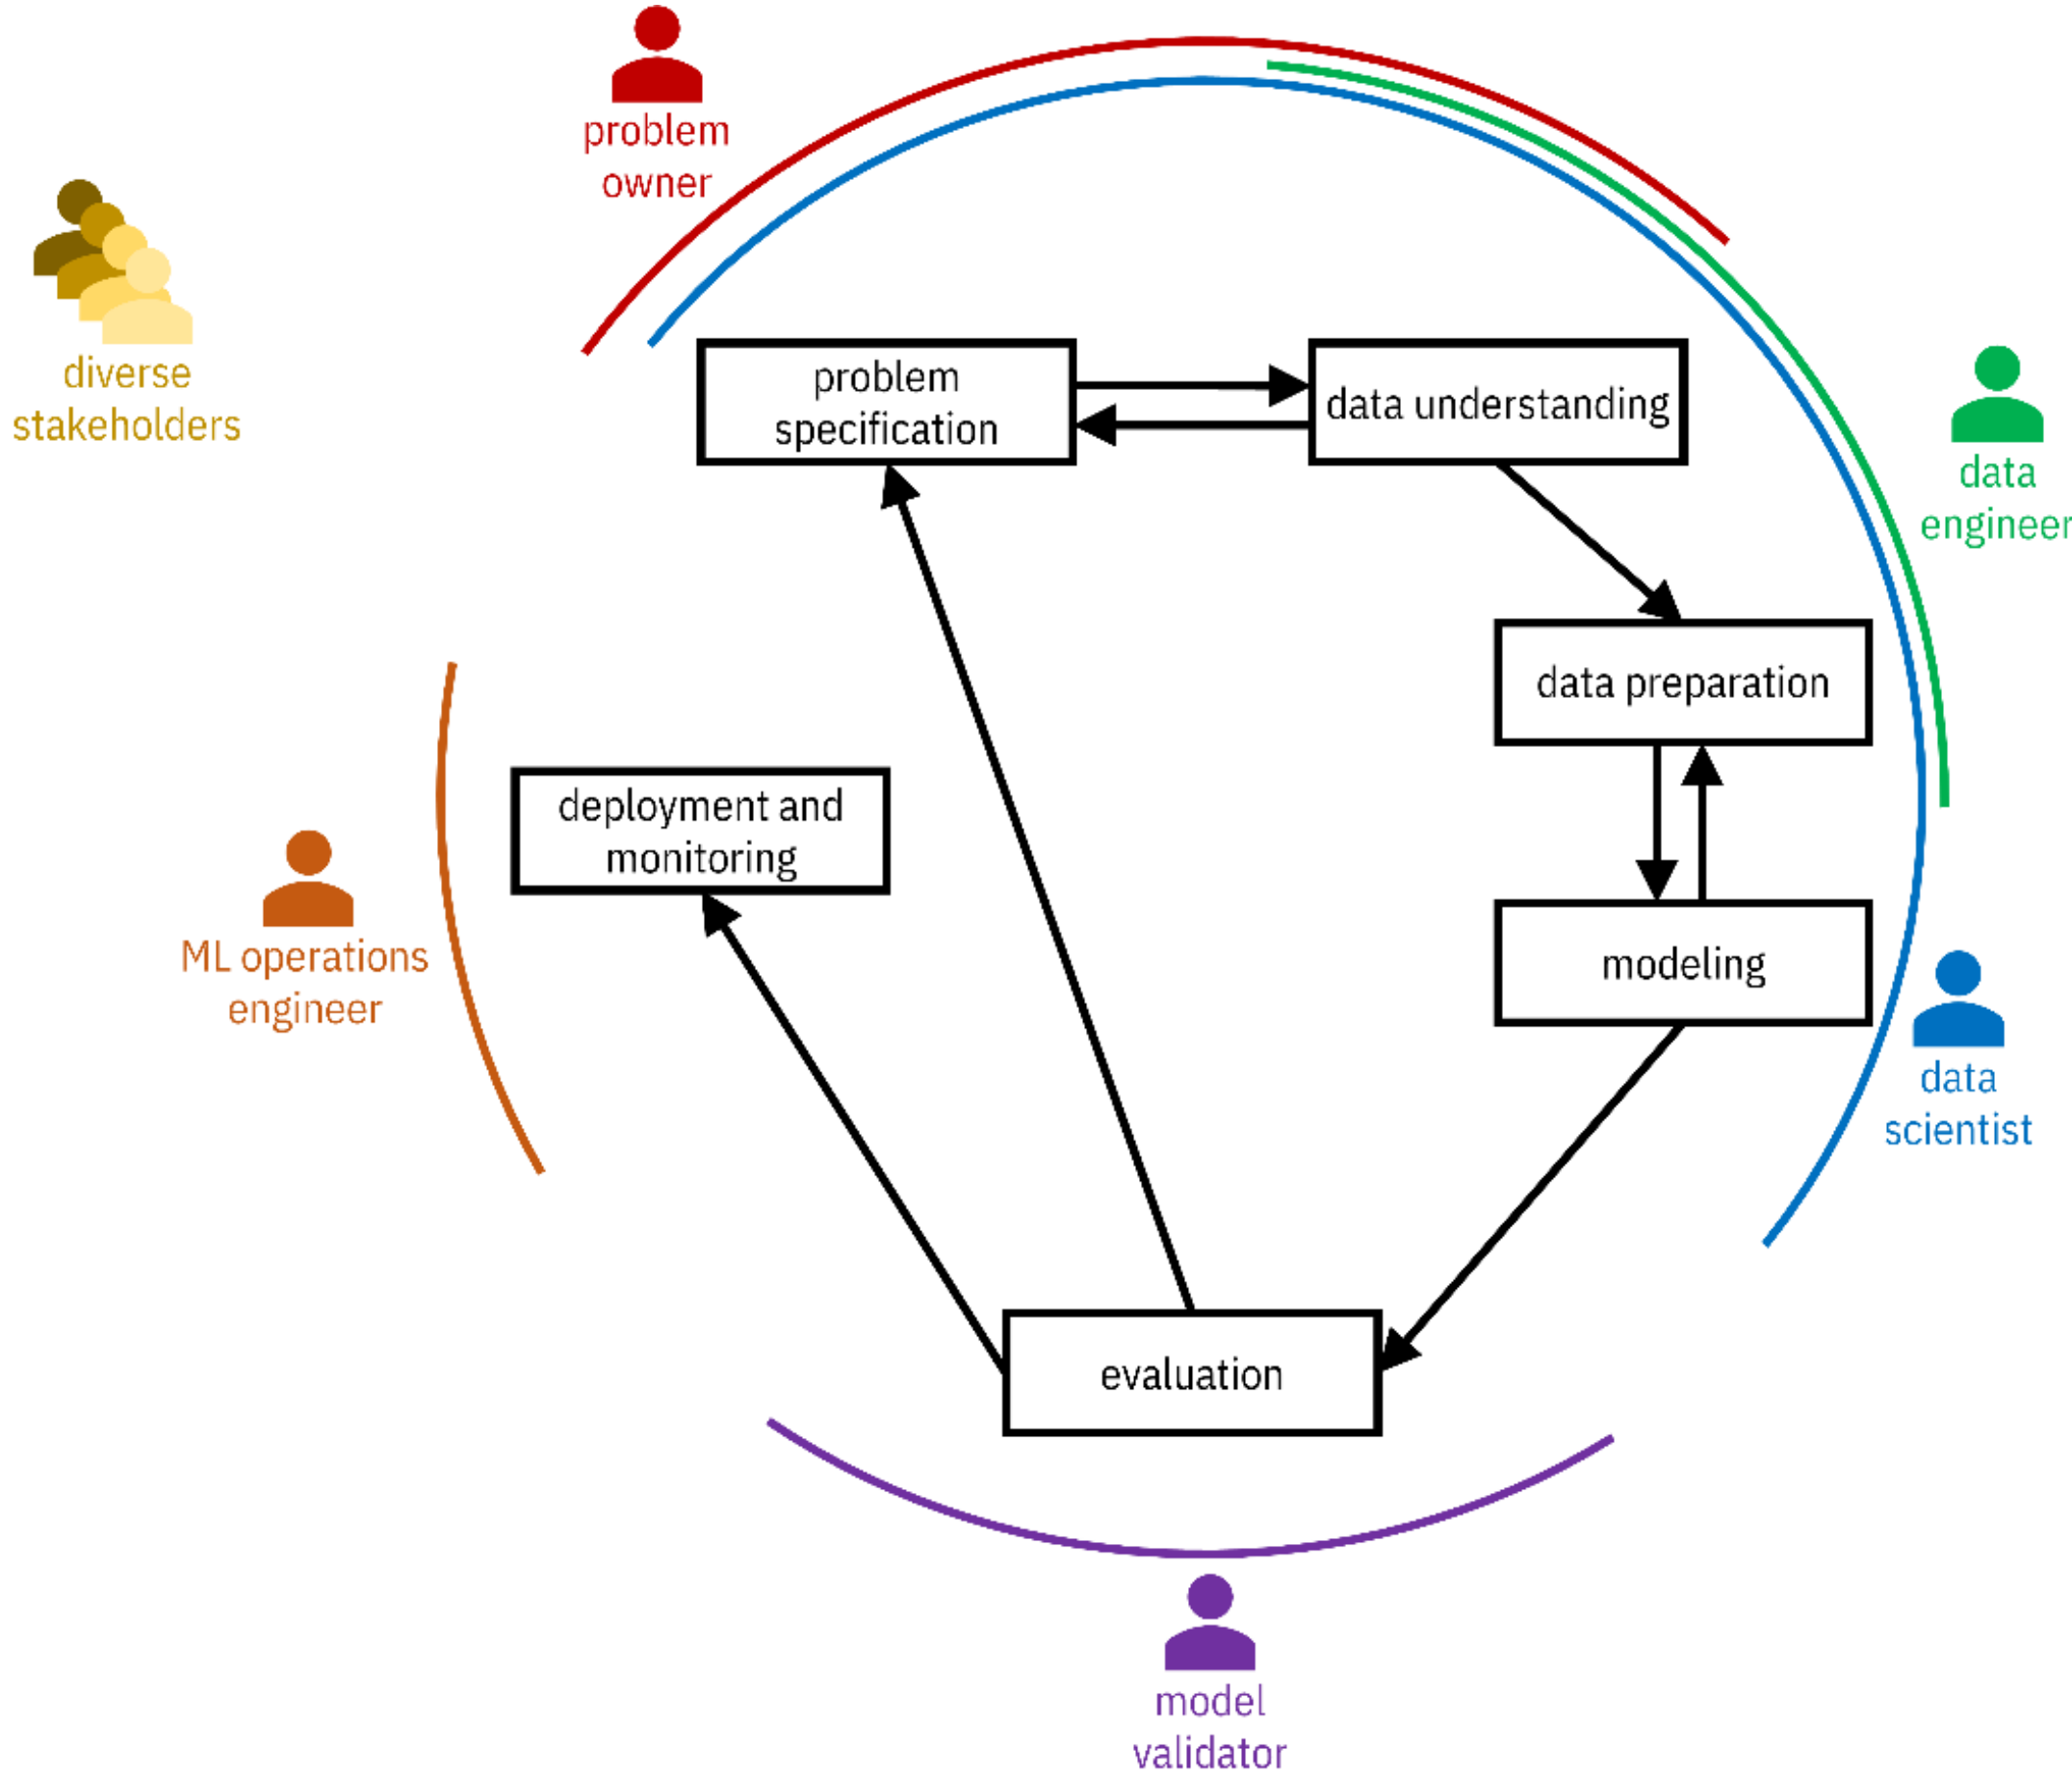 problem
owner
diverse
stakeholders
problem
specification
data understanding
data
engineer
data preparation
deployment and
monitoring
ML operations
engineer
modeling
data
scientist
evaluation
model
validator